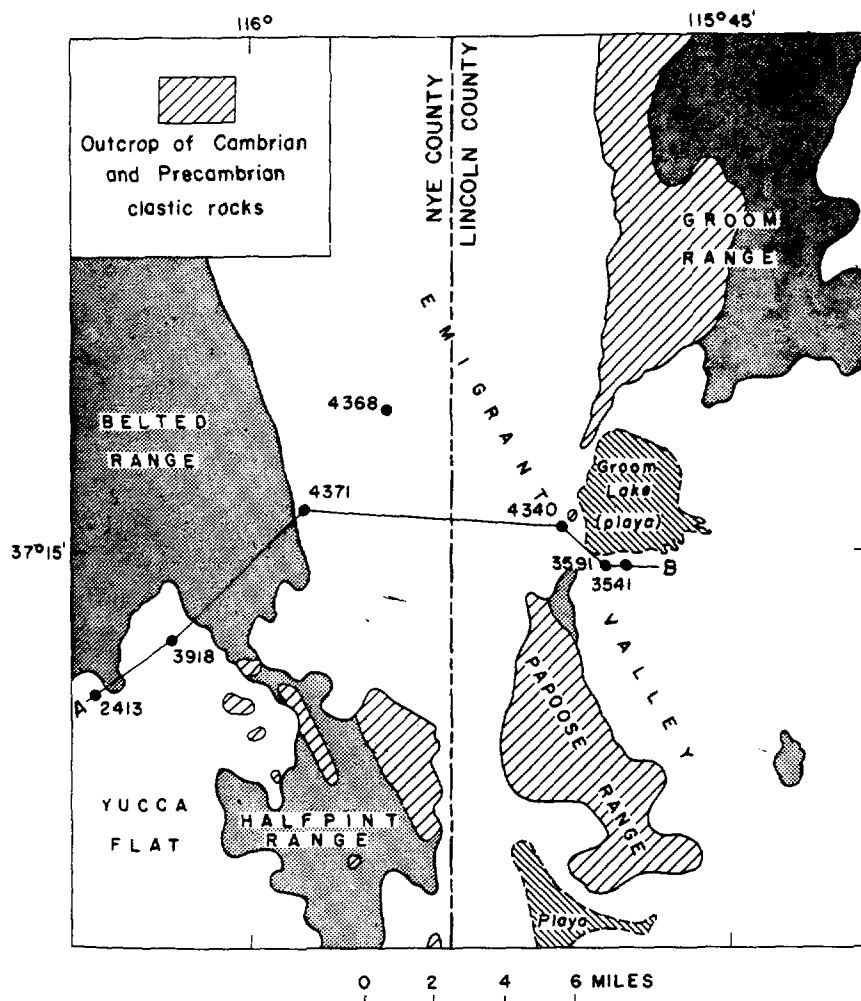 116°
115°45'
Outcrop of Cambrian
and Precambrian
clastic rocks
NYE COUNTY
LINCOLN COUNTY
GROOM
RANGE
EMIGRANT
VALLEY
4368
BELTED
RANGE
4371
Groom
Lake
(playa)
4340
37°15'
3591
3541
B
3918
A
2413
PAPOOSE
RANGE
YUCCA
FLAT
HALFPINT
RANGE
Playa
0 2 4 6 MILES